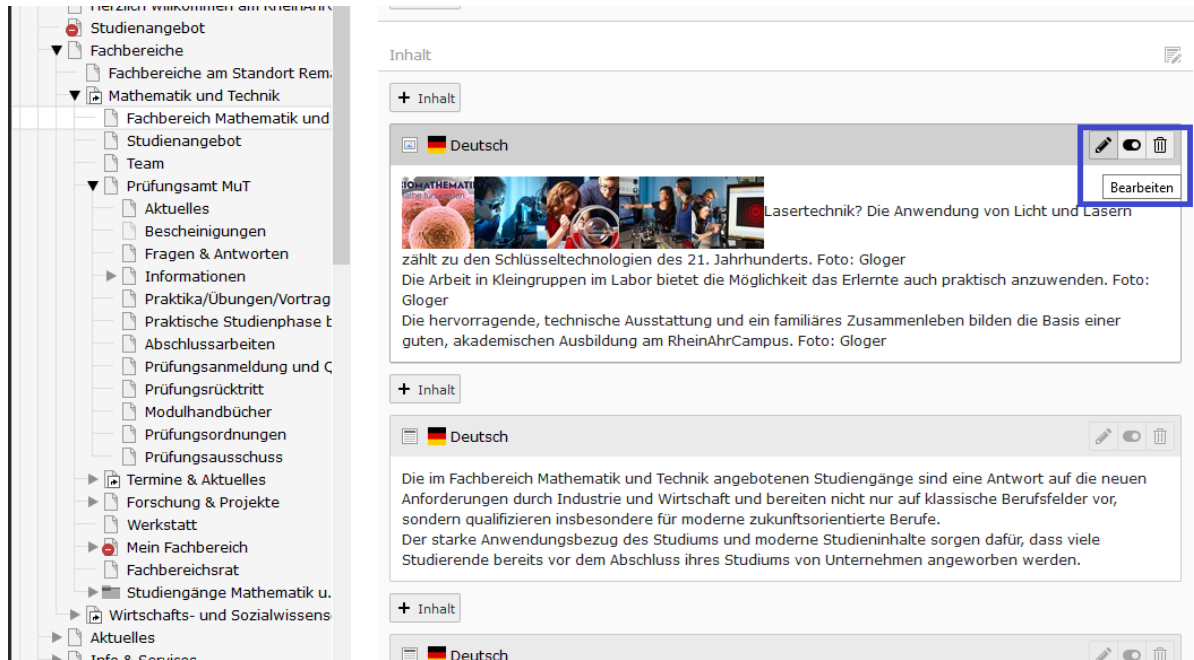 Herzlich willkommen am RheinAhrC
Studienangebot
Fachbereiche
Fachbereiche am Standort Rem
Mathematik und Technik
Fachbereich Mathematik und
Studienangebot
Team
Prüfungsamt MuT
Aktuelles
Bescheinigungen
Fragen & Antworten
Informationen
Praktika/Übungen/Vortrag
Praktische Studienphase b
Abschlussarbeiten
Prüfungsanmeldung und Q
Prüfungsrücktritt
Modulhandbücher
Prüfungsordnungen
Prüfungsausschuss
Termine & Aktuelles
Forschung & Projekte
Werkstatt
Mein Fachbereich
Fachbereichsrat
Studiengänge Mathematik u.
Wirtschafts- und Sozialwissens
Aktuelles
Info & Services
Inhalt
+ Inhalt
Deutsch
Bearbeiten
IOMATHEMATI
Lasertechnik? Die Anwendung von Licht und Lasern
zählt zu den Schlüsseltechnologien des 21. Jahrhunderts. Foto: Gloger
Die Arbeit in Kleingruppen im Labor bietet die Möglichkeit das Erlernte auch praktisch anzuwenden. Foto:
Gloger
Die hervorragende, technische Ausstattung und ein familiäres Zusammenleben bilden die Basis einer
guten, akademischen Ausbildung am RheinAhrCampus. Foto: Gloger
+ Inhalt
Deutsch
Die im Fachbereich Mathematik und Technik angebotenen Studiengänge sind eine Antwort auf die neuen
Anforderungen durch Industrie und Wirtschaft und bereiten nicht nur auf klassische Berufsfelder vor,
sondern qualifizieren insbesondere für moderne zukunftsorientierte Berufe.
Der starke Anwendungsbezug des Studiums und moderne Studieninhalte sorgen dafür, dass viele
Studierende bereits vor dem Abschluss ihres Studiums von Unternehmen angeworben werden.
+ Inhalt
Deutsch